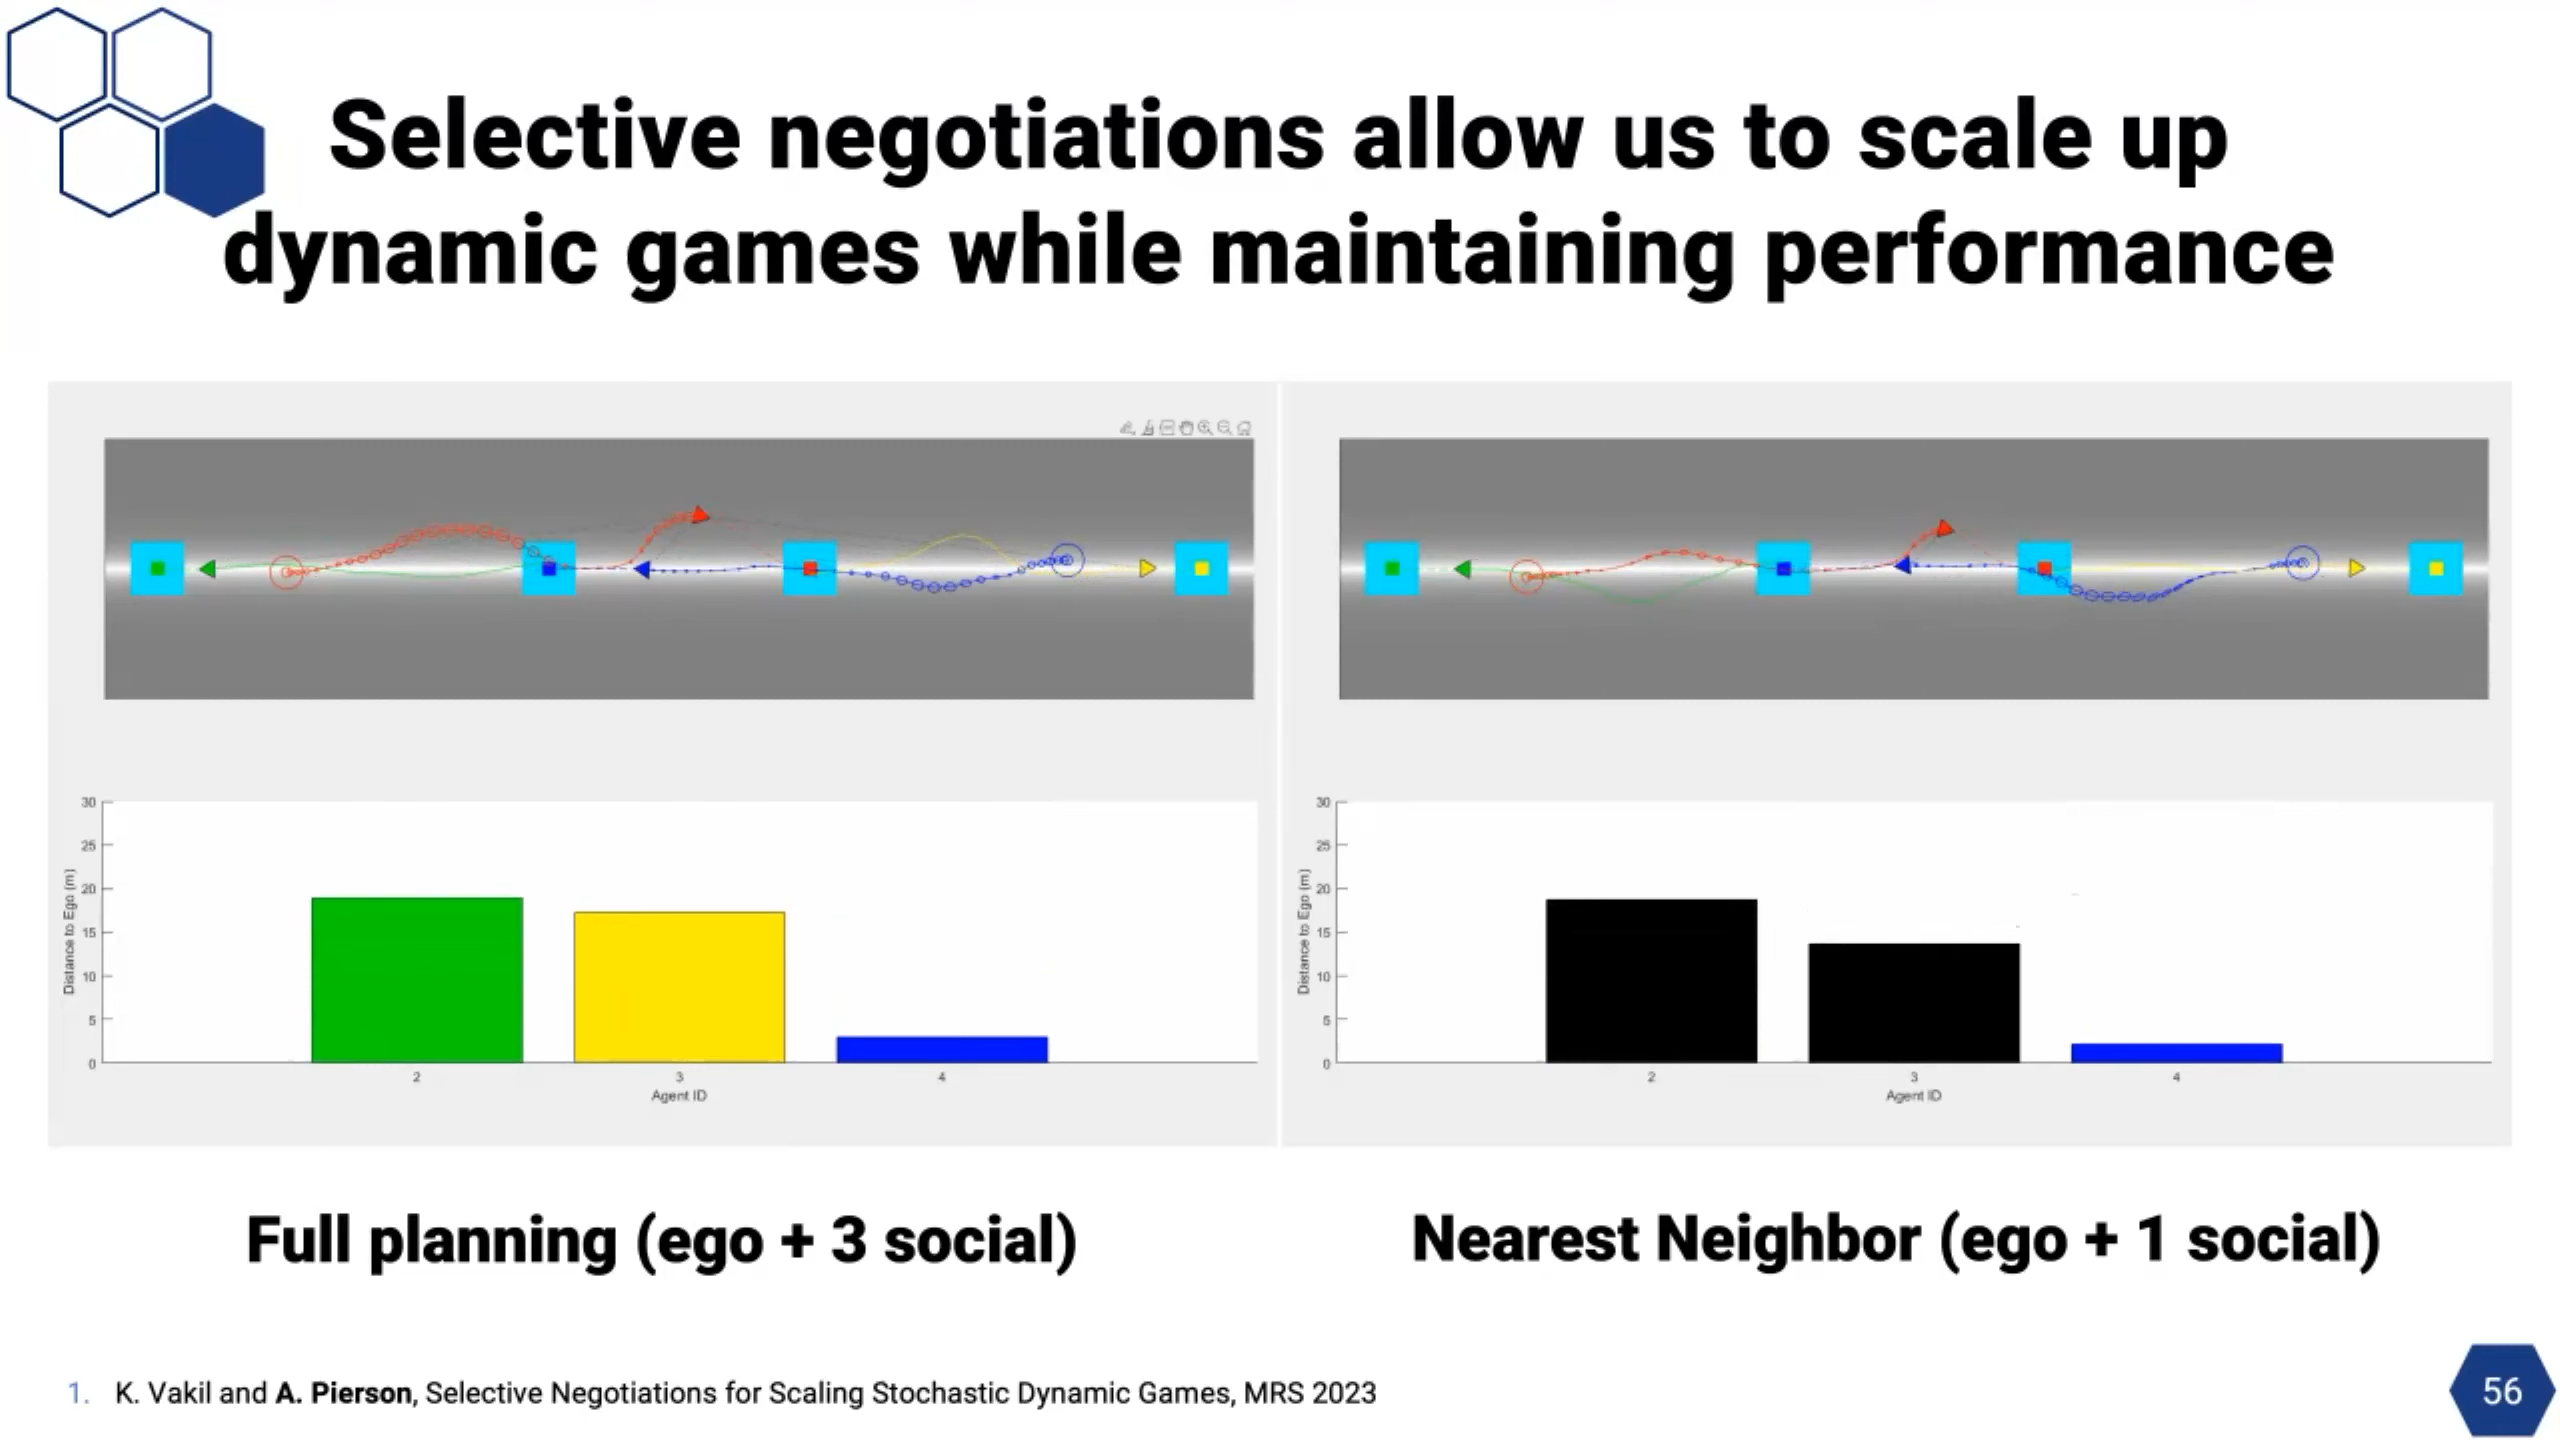 Selective negotiations allow us to scale up
dynamic games while maintaining performance
30
25
20
15
10
5
0
Distance to Ego (m)
2
3
4
Agent ID
30
25
20
15
10
5
0
Distance to Ego (m)
2
3
4
Agent ID
Full planning (ego + 3 social)
Nearest Neighbor (ego + 1 social)
1. K. Vakil and A. Pierson, Selective Negotiations for Scaling Stochastic Dynamic Games, MRS 2023
56